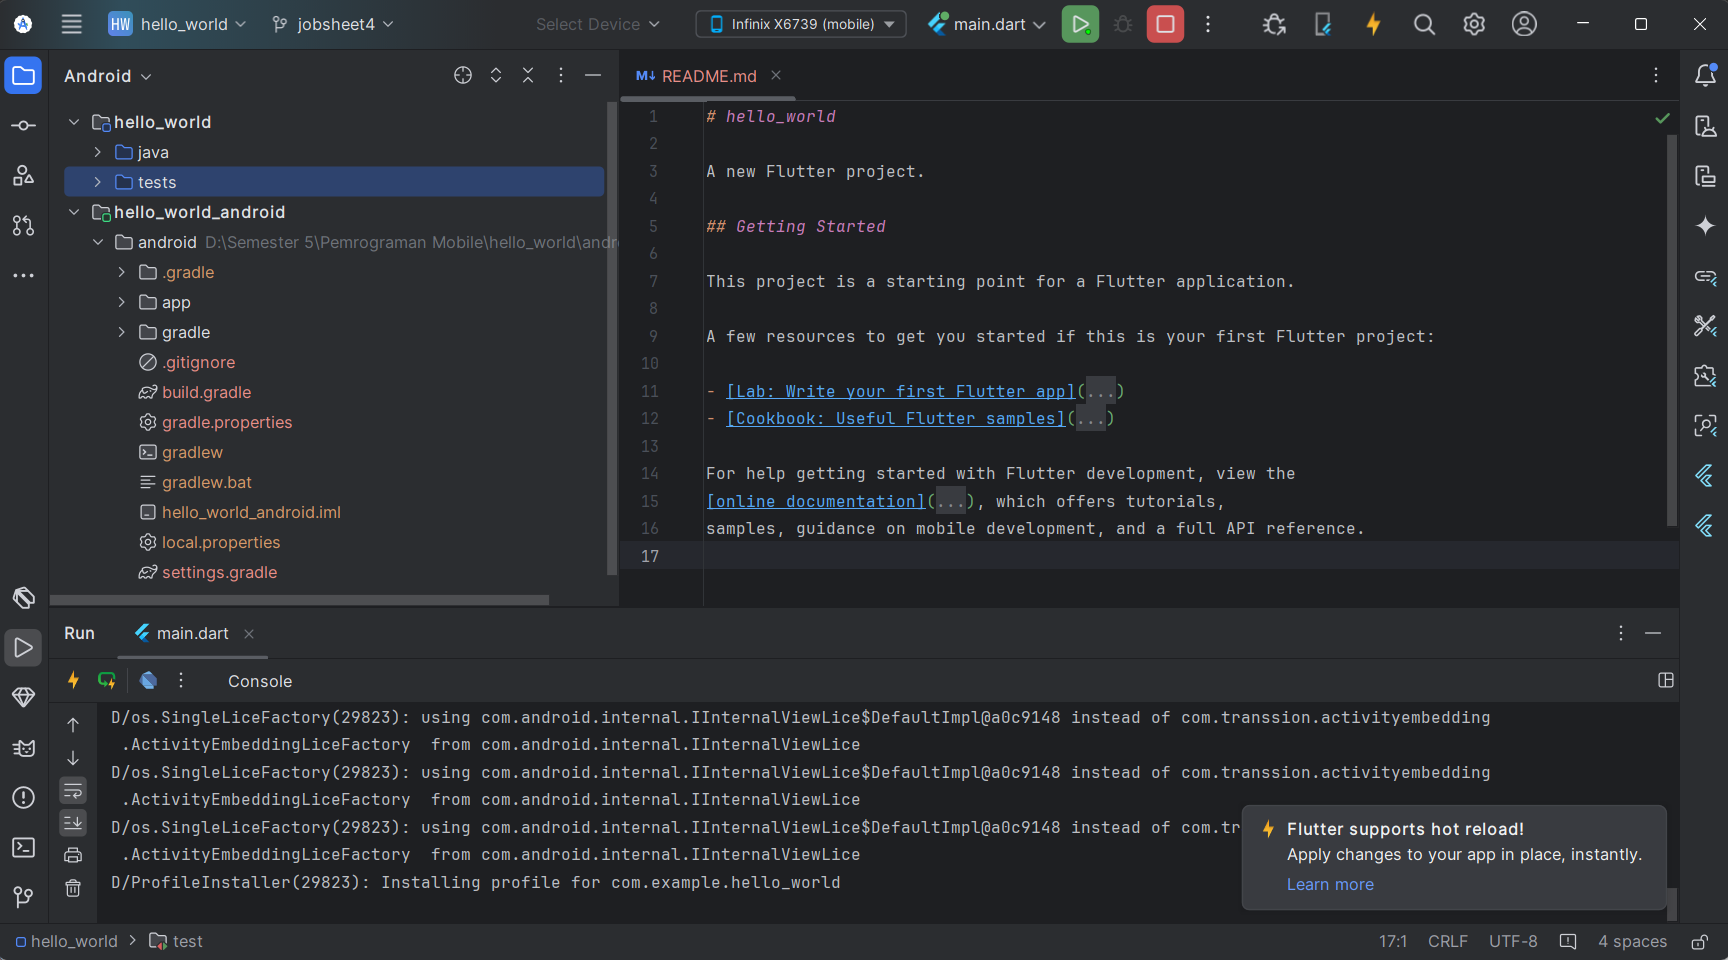 HW hello_world
jobsheet4
Select Device
Infinix X6739 (mobile)
main.dart
Android
hello_world
java
tests
hello_world_android
android D:\Semester 5\Pemrograman Mobile\hello_world\andr
.gradle
app
gradle
.gitignore
build.gradle
gradle.properties
gradlew
gradlew.bat
hello_world_android.iml
local.properties
settings.gradle
M↓ README.md
1 # hello_world
2
3 A new Flutter project.
4
5 ## Getting Started
6
7 This project is a starting point for a Flutter application.
8
9 A few resources to get you started if this is your first Flutter project:
10
11 - [Lab: Write your first Flutter app](...)
12 - [Cookbook: Useful Flutter samples](...)
13
14 For help getting started with Flutter development, view the
15 [online documentation](...), which offers tutorials,
16 samples, guidance on mobile development, and a full API reference.
17
Run
main.dart
Console
D/os.SingleLiceFactory(29823): using com.android.internal.IInternalViewLice$DefaultImpl@a0c9148 instead of com.transsion.activityembedding
.ActivityEmbeddingLiceFactory from com.android.internal.IInternalViewLice
D/os.SingleLiceFactory(29823): using com.android.internal.IInternalViewLice$DefaultImpl@a0c9148 instead of com.transsion.activityembedding
.ActivityEmbeddingLiceFactory from com.android.internal.IInternalViewLice
D/os.SingleLiceFactory(29823): using com.android.internal.IInternalViewLice$DefaultImpl@a0c9148 instead of com.tr
.ActivityEmbeddingLiceFactory from com.android.internal.IInternalViewLice
D/ProfileInstaller(29823): Installing profile for com.example.hello_world
Flutter supports hot reload!
Apply changes to your app in place, instantly.
Learn more
hello_world > test
17:1 CRLF UTF-8 4 spaces